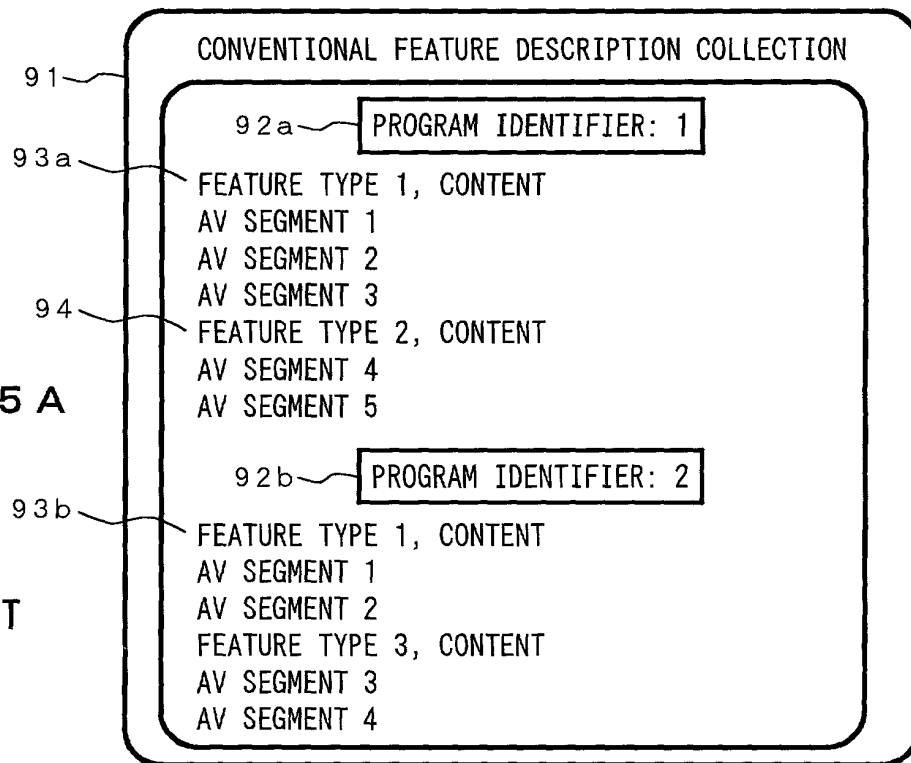 CONVENTIONAL FEATURE DESCRIPTION COLLECTION
91
92a PROGRAM IDENTIFIER: 1
93a
FEATURE TYPE 1, CONTENT
AV SEGMENT 1
AV SEGMENT 2
AV SEGMENT 3
94
FEATURE TYPE 2, CONTENT
AV SEGMENT 4
5 A
AV SEGMENT 5
92b PROGRAM IDENTIFIER: 2
93b
FEATURE TYPE 1, CONTENT
AV SEGMENT 1
AV SEGMENT 2
T
FEATURE TYPE 3, CONTENT
AV SEGMENT 3
AV SEGMENT 4